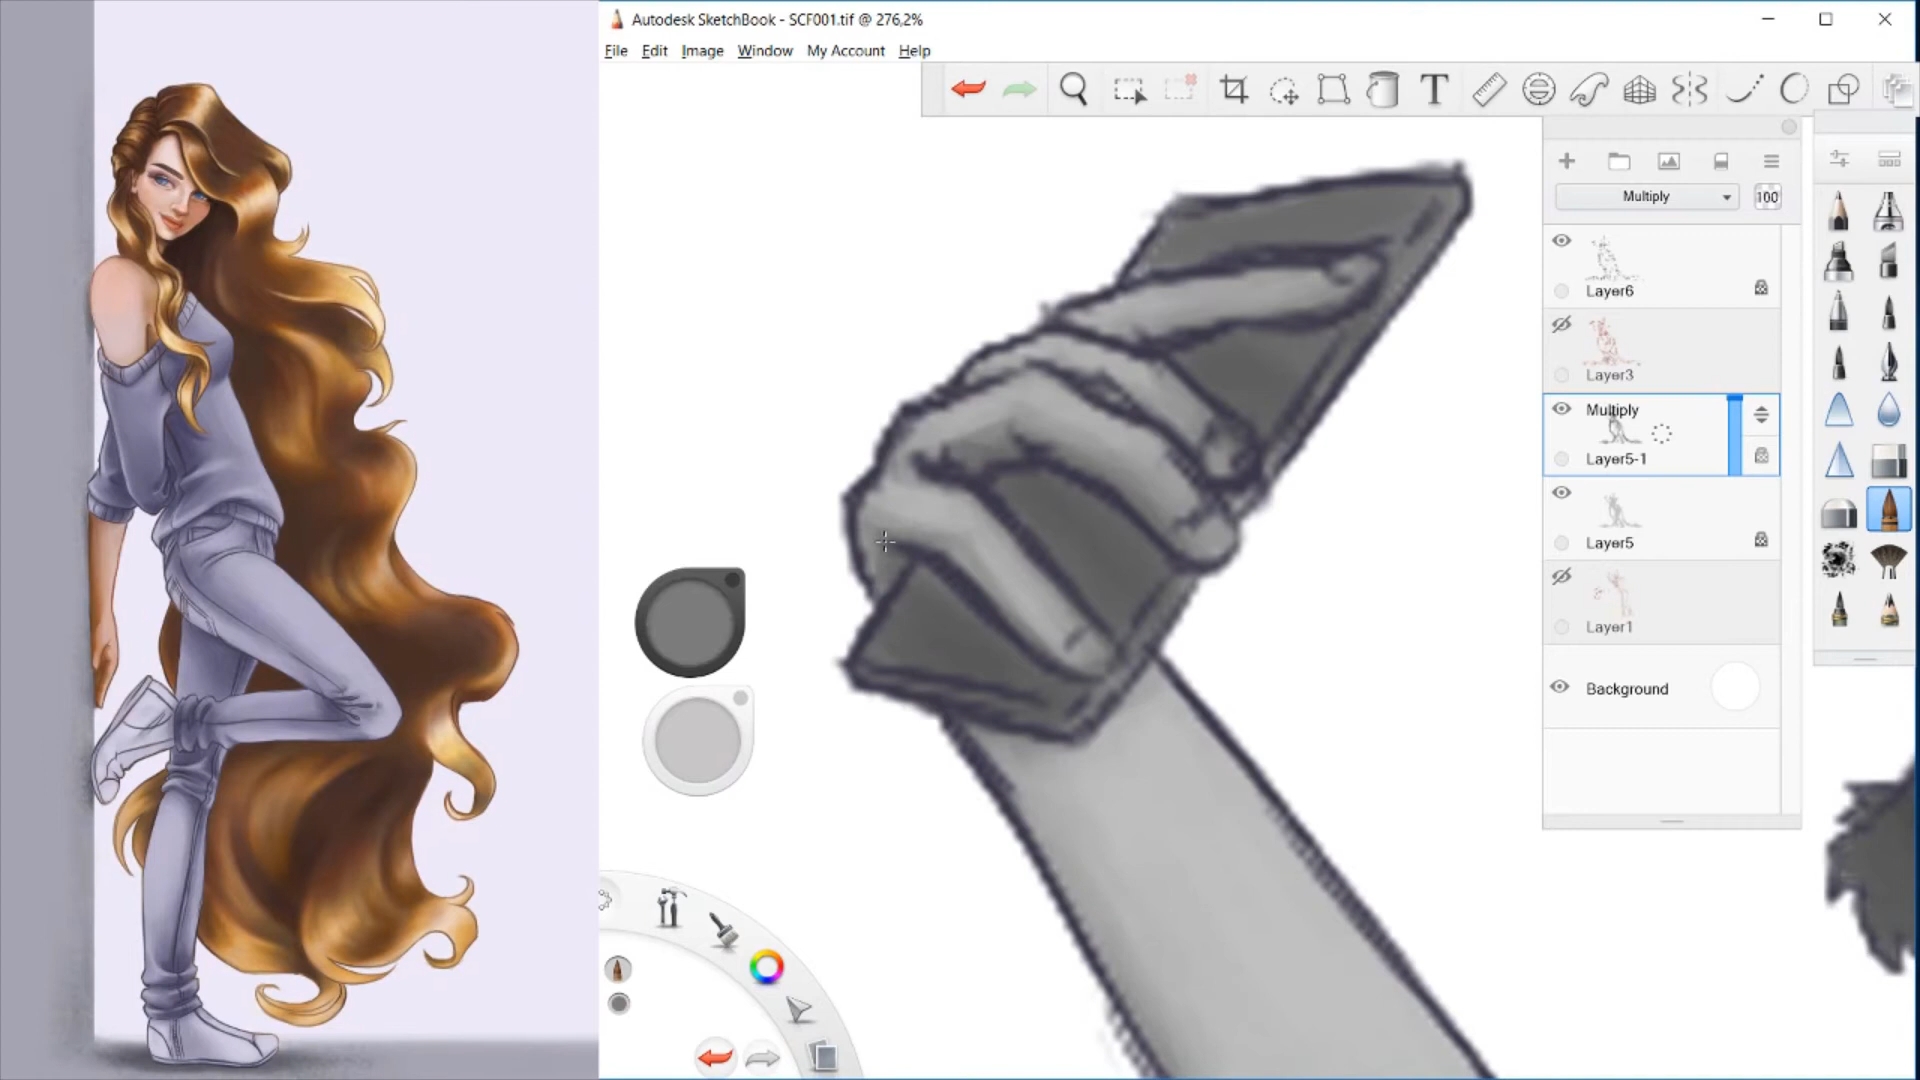 Autodesk SketchBook - SCF001.tif @ 276,2%
File Edit Image Window My Account Help
T
Multiply 100
Layer6
Layer3
Multiply
Layer5-1
Layer5
Layer1
Background